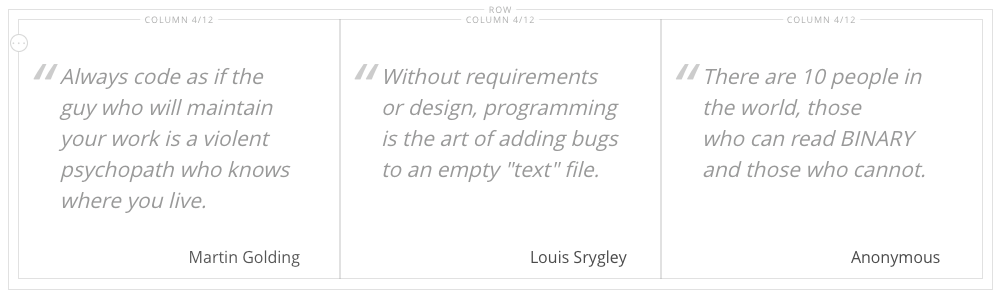 ROW
COLUMN 4/12
COLUMN 4/12
COLUMN 4/12
“ Always code as if the
guy who will maintain
your work is a violent
psychopath who knows
where you live.
Martin Golding
“ Without requirements
or design, programming
is the art of adding bugs
to an empty "text" file.
Louis Srygley
“ There are 10 people in
the world, those
who can read BINARY
and those who cannot.
Anonymous